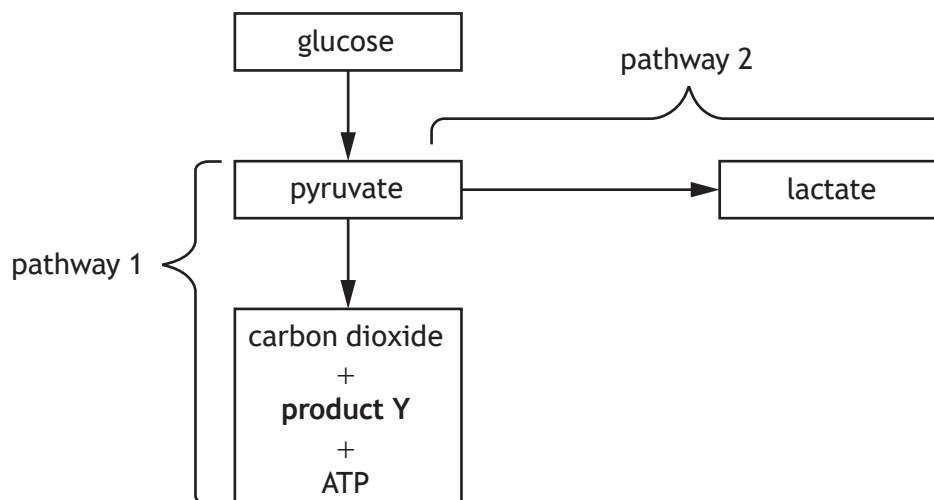 glucose
pathway 2
pyruvate
lactate
pathway 1
carbon dioxide
+
product Y
+
ATP